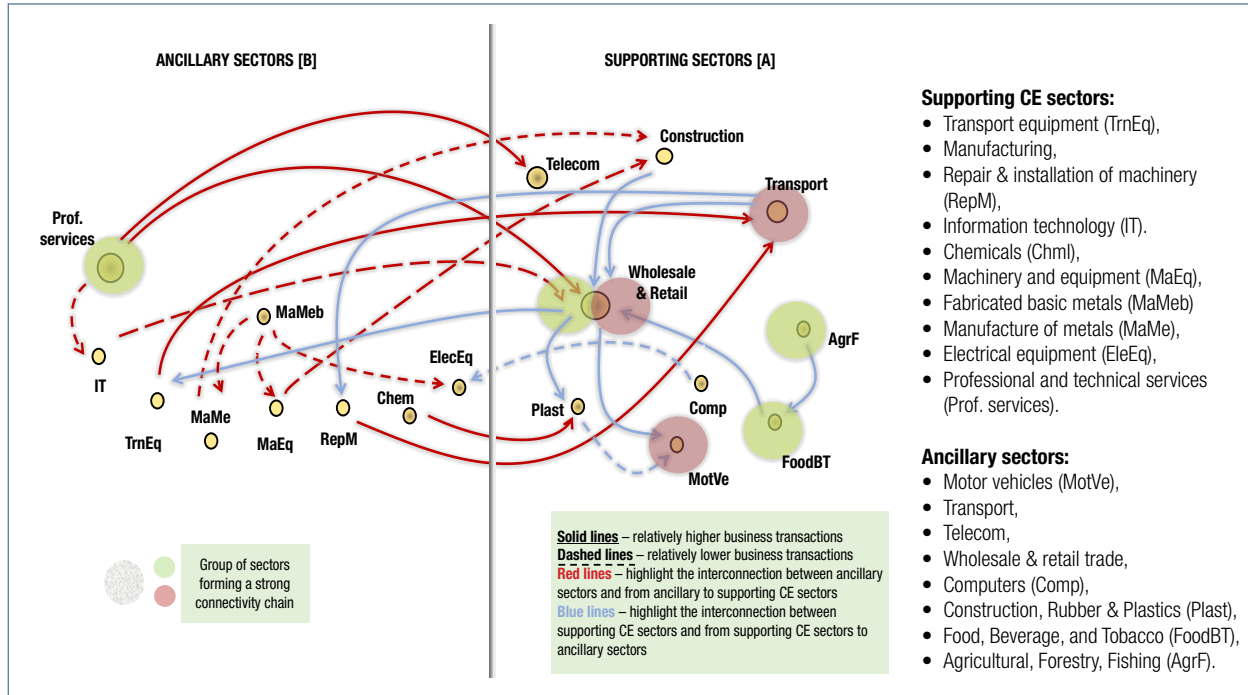 ANCILLARY SECTORS [B]
SUPPORTING SECTORS [A]
Construction
Telecom
Transport
Prof.
services
Wholesale
& Retail
MaMeb
AgrF
ElecEq
IT
Chem
Plast
Comp
TrnEq
MaMe
MaEq
RepM
MotVe
FoodBT
Group of sectors
forming a strong
connectivity chain
Solid lines – relatively higher business transactions
Dashed lines – relatively lower business transactions
Red lines – highlight the interconnection between ancillary
sectors and from ancillary to supporting CE sectors
Blue lines – highlight the interconnection between
supporting CE sectors and from supporting CE sectors to
ancillary sectors
Supporting CE sectors:
• Transport equipment (TrnEq),
• Manufacturing,
• Repair & installation of machinery
(RepM),
• Information technology (IT).
• Chemicals (Chml),
• Machinery and equipment (MaEq),
• Fabricated basic metals (MaMeb)
• Manufacture of metals (MaMe),
• Electrical equipment (EleEq),
• Professional and technical services
(Prof. services).
Ancillary sectors:
• Motor vehicles (MotVe),
• Transport,
• Telecom,
• Wholesale & retail trade,
• Computers (Comp),
• Construction, Rubber & Plastics (Plast),
• Food, Beverage, and Tobacco (FoodBT),
• Agricultural, Forestry, Fishing (AgrF).